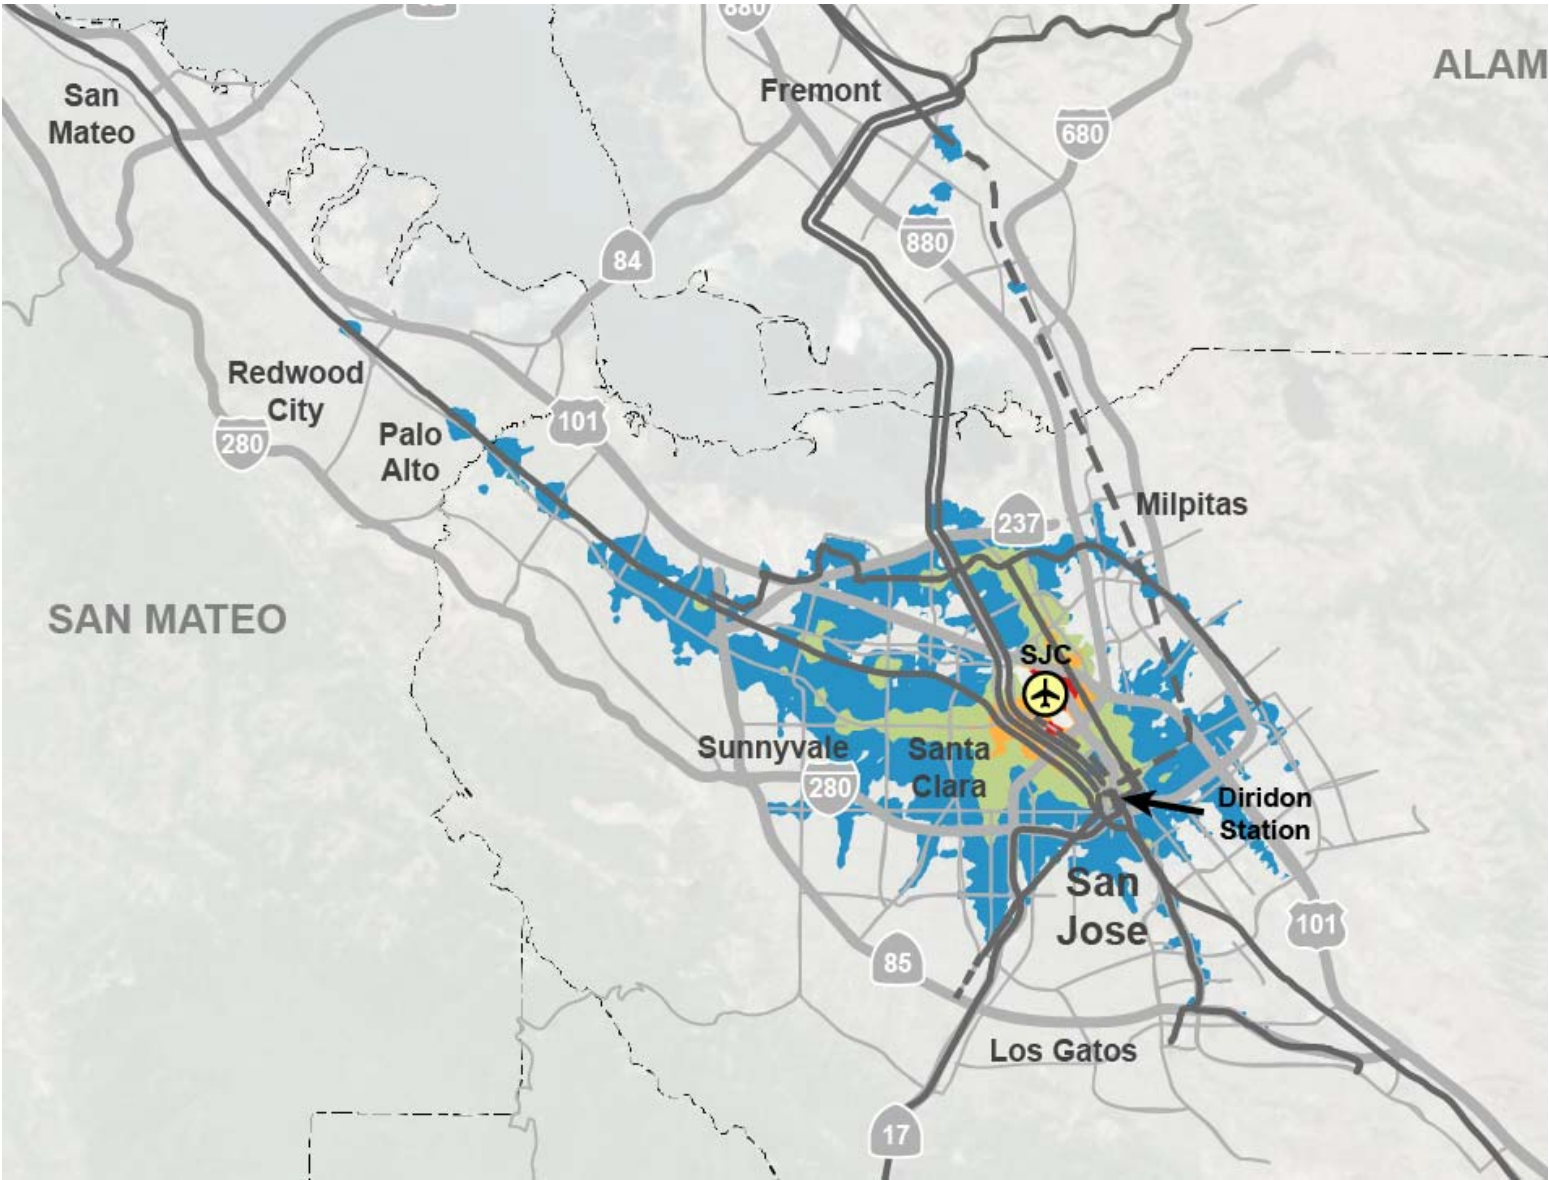 880
San
Mateo
Fremont
ALAM
680
880
84
Redwood
City
280
Palo
Alto
101
237
Milpitas
SAN MATEO
SJC
Sunnyvale
Santa
Clara
280
Diridon
Station
San
Jose
101
85
Los Gatos
17